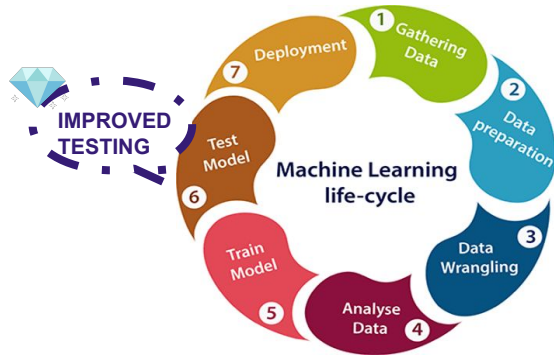 1
Gathering
Data
2
Data
preparation
3
Data
Wrangling
Analyse
Data
4
Train
Model
5
Test
Model
6
7
Deployment
IMPROVED
TESTING
Machine Learning
life-cycle